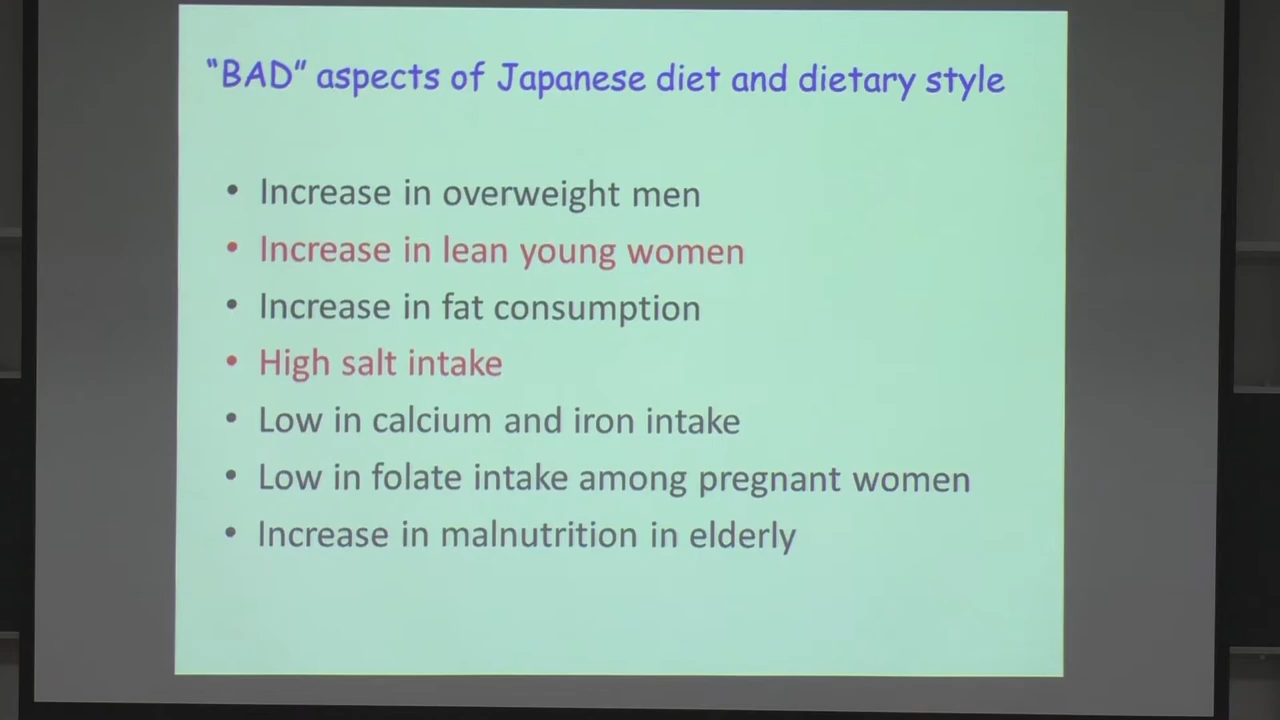 “BAD” aspects of Japanese diet and dietary style
• Increase in overweight men
• Increase in lean young women
• Increase in fat consumption
• High salt intake
• Low in calcium and iron intake
• Low in folate intake among pregnant women
• Increase in malnutrition in elderly